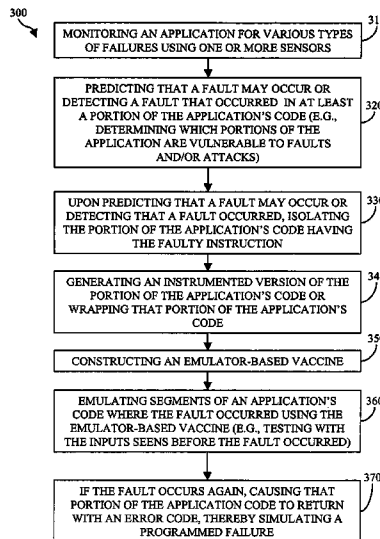 300
MONITORING AN APPLICATION FOR VARIOUS
TYPES OF FAILURES USING ONE OR MORE SENSORS
31
PREDICTING THAT A FAULT MAY OCCUR OR
DETECTING A FAULT THAT OCCURRED IN AT LEAST
A PORTION OF THE APPLICATION'S CODE (E.G.,
DETERMINING WHICH PORTIONS OF THE
APPLICATION ARE VULNERABLE TO FAULTS
AND/OR ATTACKS)
320
UPON PREDICTING THAT A FAULT MAY OCCUR OR
DETECTING THAT A FAULT OCCURRED, ISOLATING
THE PORTION OF THE APPLICATION'S CODE HAVING
THE FAULTY INSTRUCTION
330
GENERATING AN INSTRUMENTED VERSION OF THE
PORTION OF THE APPLICATION'S CODE OR
WRAPPING THAT PORTION OF THE APPLICATION'S
CODE
34
CONSTRUCTING AN EMULATOR-BASED VACCINE
350
EMULATING SEGMENTS OF AN APPLICATION'S
CODE WHERE THE FAULT OCCURRED USING THE
EMULATOR-BASED VACCINE (E.G., TESTING WITH
THE INPUTS SEENS BEFORE THE FAULT OCCURRED)
360
IF THE FAULT OCCURS AGAIN, CAUSING THAT
PORTION OF THE APPLICATION CODE TO RETURN
WITH AN ERROR CODE, THEREBY SIMULATING A
PROGRAMMED FAILURE
370